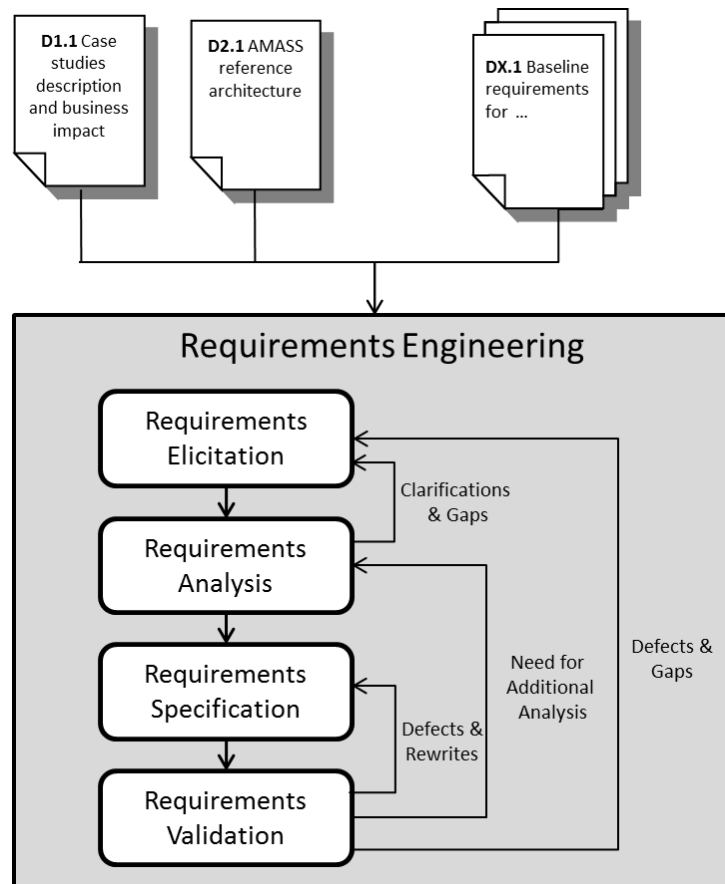 D1.1 Case
studies
description
and business
impact
D2.1 AMASS
reference
architecture
DX.1 Baseline
requirements
for ...
Requirements Engineering
Requirements
Elicitation
Clarifications
& Gaps
Requirements
Analysis
Requirements
Specification
Defects &
Rewrites
Need for
Additional
Analysis
Defects &
Gaps
Requirements
Validation